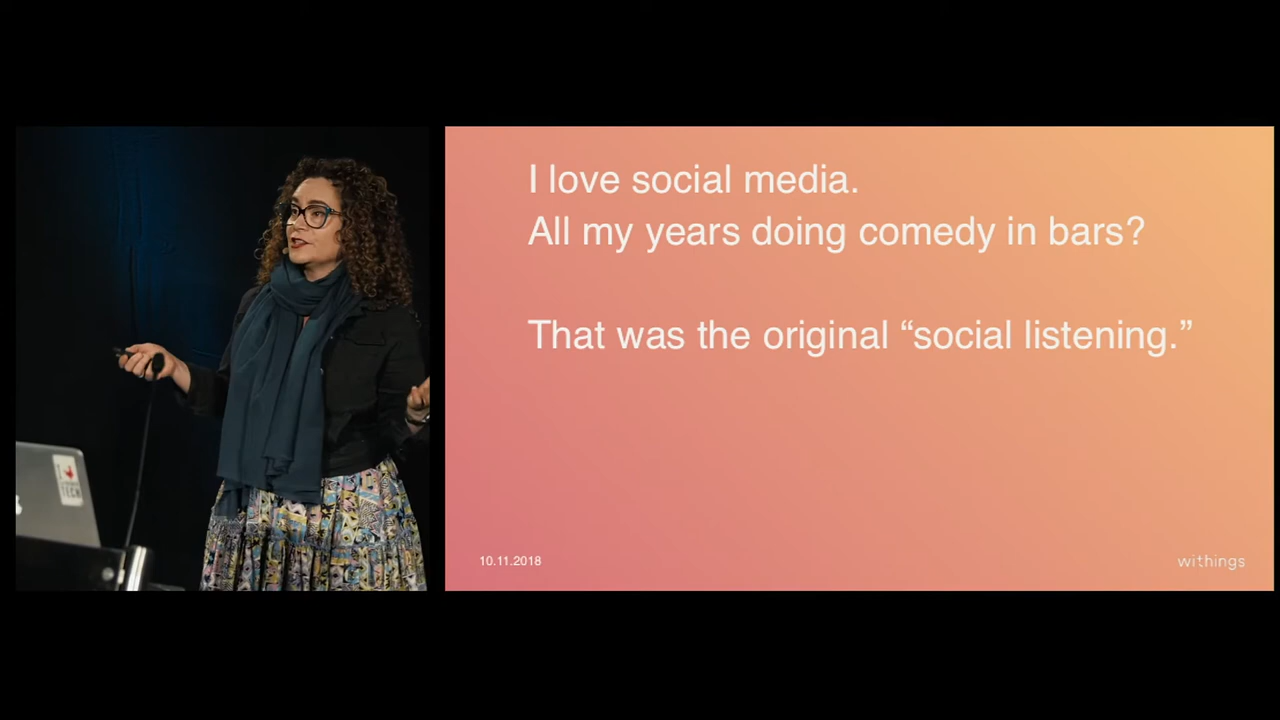 I love social media.
All my years doing comedy in bars?
That was the original “social listening.”
10.11.2018
withings
TECH